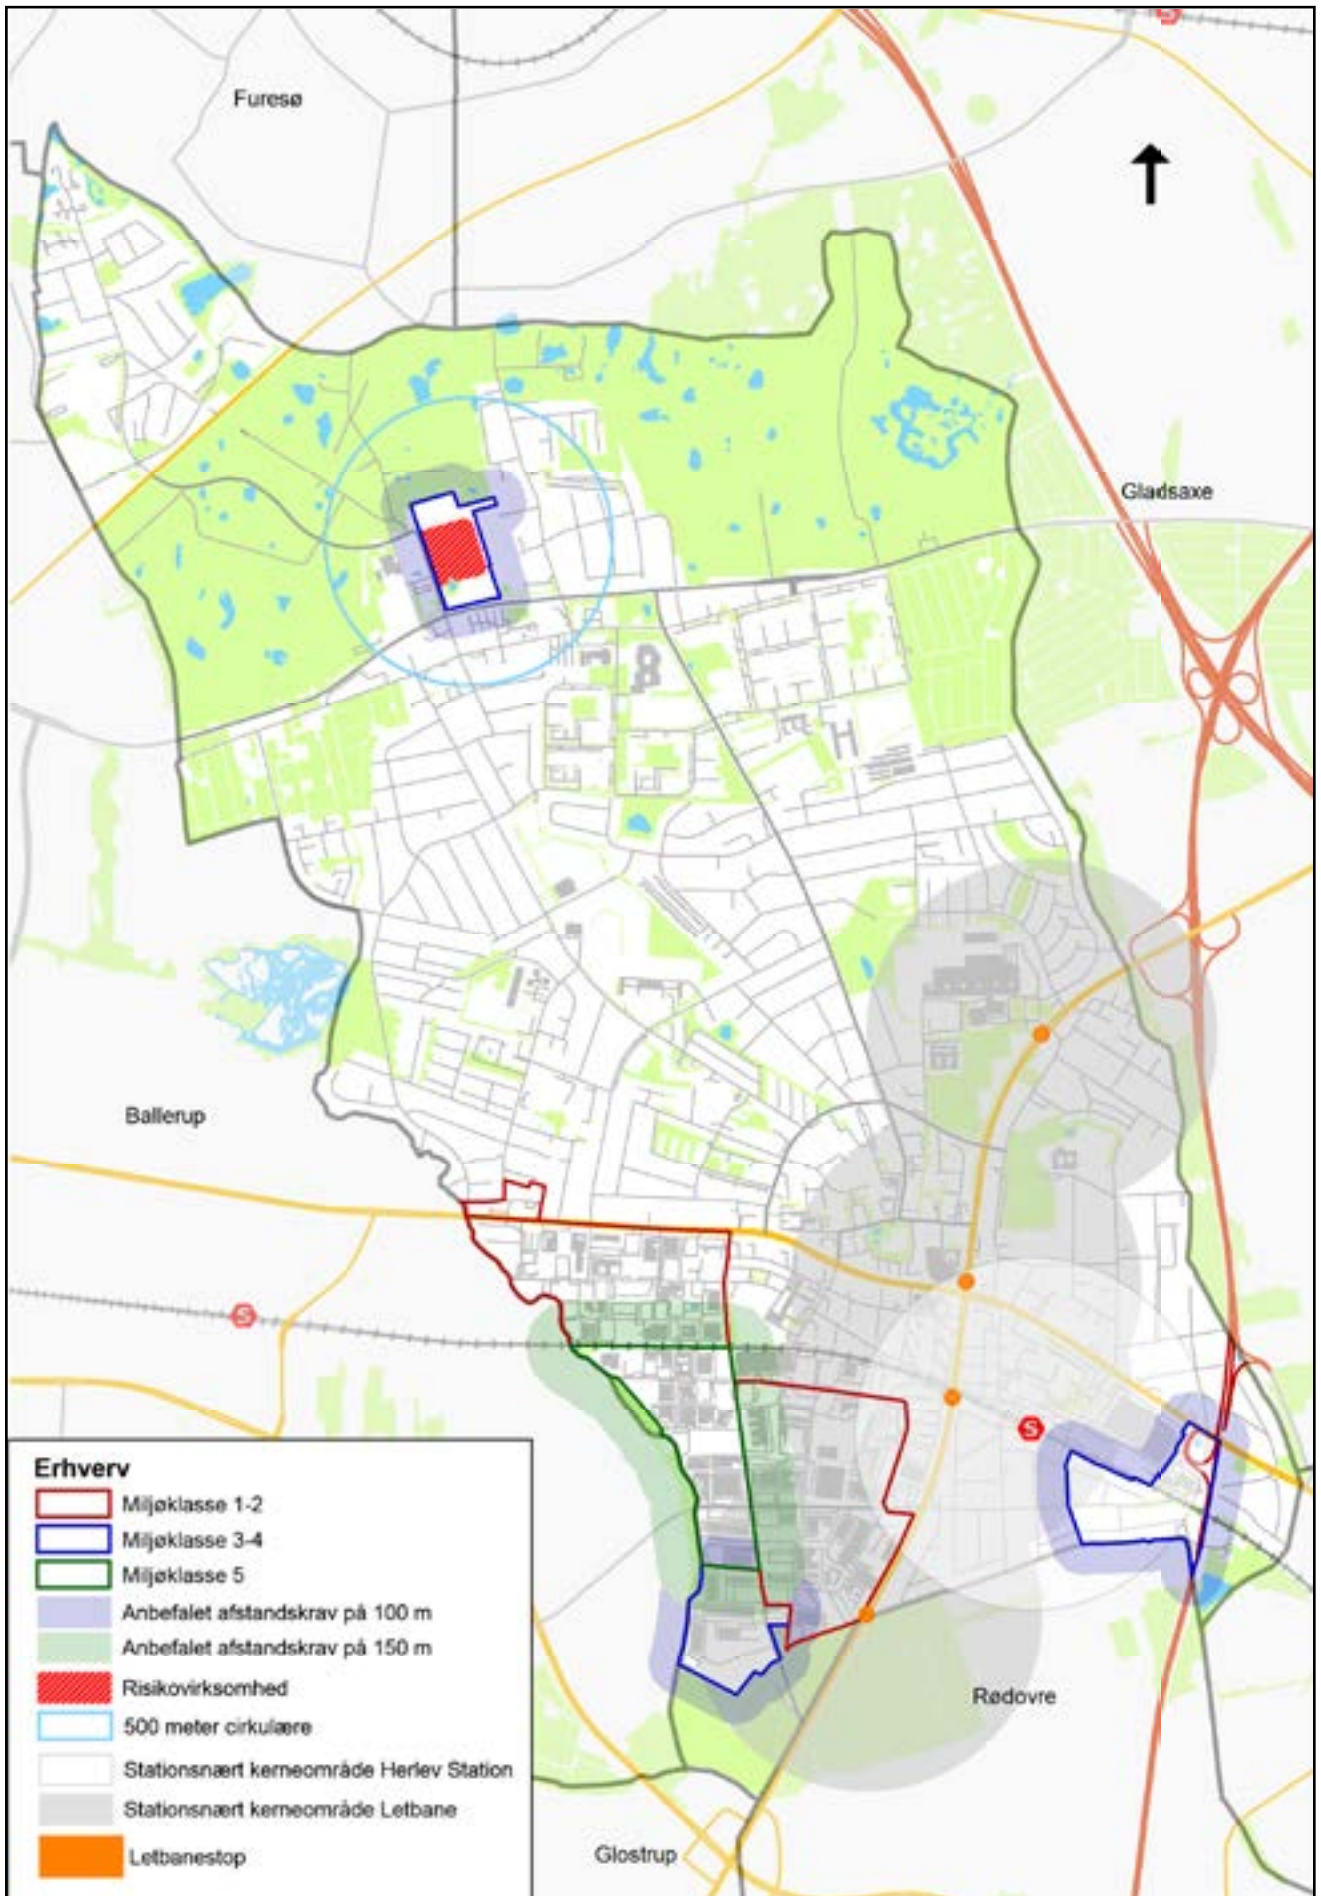 Furesø
Gladsaxe
Ballerup
S
S
Erhverv
Miljøklasse 1-2
Miljøklasse 3-4
Miljøklasse 5
Anbefalet afstandskrav på 100 m
Anbefalet afstandskrav på 150 m
Risikovirksomhed
500 meter cirkulære
Stationsnært kerneområde Herlev Station
Stationsnært kerneområde Letbane
Letbanestop
Rødovre
Glostrup